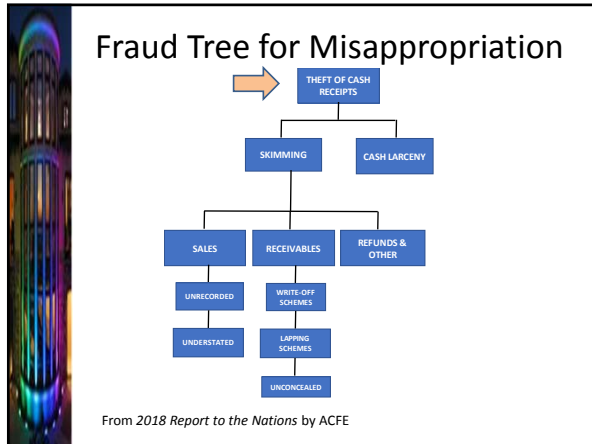 Fraud Tree for Misappropriation
THEFT OF CASH
RECEIPTS
SKIMMING
CASH LARCENY
SALES
RECEIVABLES
REFUNDS &
OTHER
UNRECORDED
WRITE-OFF
SCHEMES
UNDERSTATED
LAPPING
SCHEMES
UNCONCEALED
From 2018 Report to the Nations by ACFE